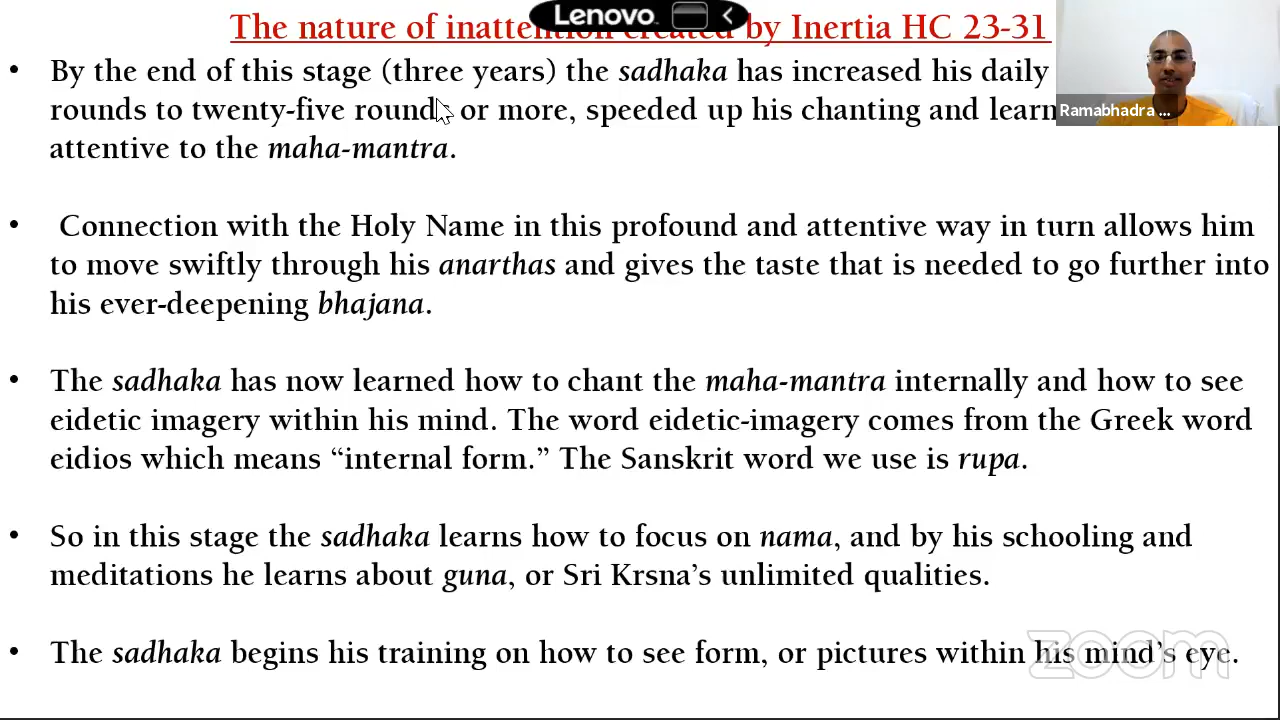 Lenovo
The nature of inattention created by Inertia HC 23-31
Ramabhadra ...
• By the end of this stage (three years) the sadhaka has increased his daily
rounds to twenty-five rounds or more, speeded up his chanting and learn
attentive to the maha-mantra.
• Connection with the Holy Name in this profound and attentive way in turn allows him
to move swiftly through his anarthas and gives the taste that is needed to go further into
his ever-deepening bhajana.
• The sadhaka has now learned how to chant the maha-mantra internally and how to see
eidetic imagery within his mind. The word eidetic-imagery comes from the Greek word
eidios which means “internal form.” The Sanskrit word we use is rupa.
• So in this stage the sadhaka learns how to focus on nama, and by his schooling and
meditations he learns about guna, or Sri Krsna’s unlimited qualities.
• The sadhaka begins his training on how to see form, or pictures within his mind’s eye.
zoom